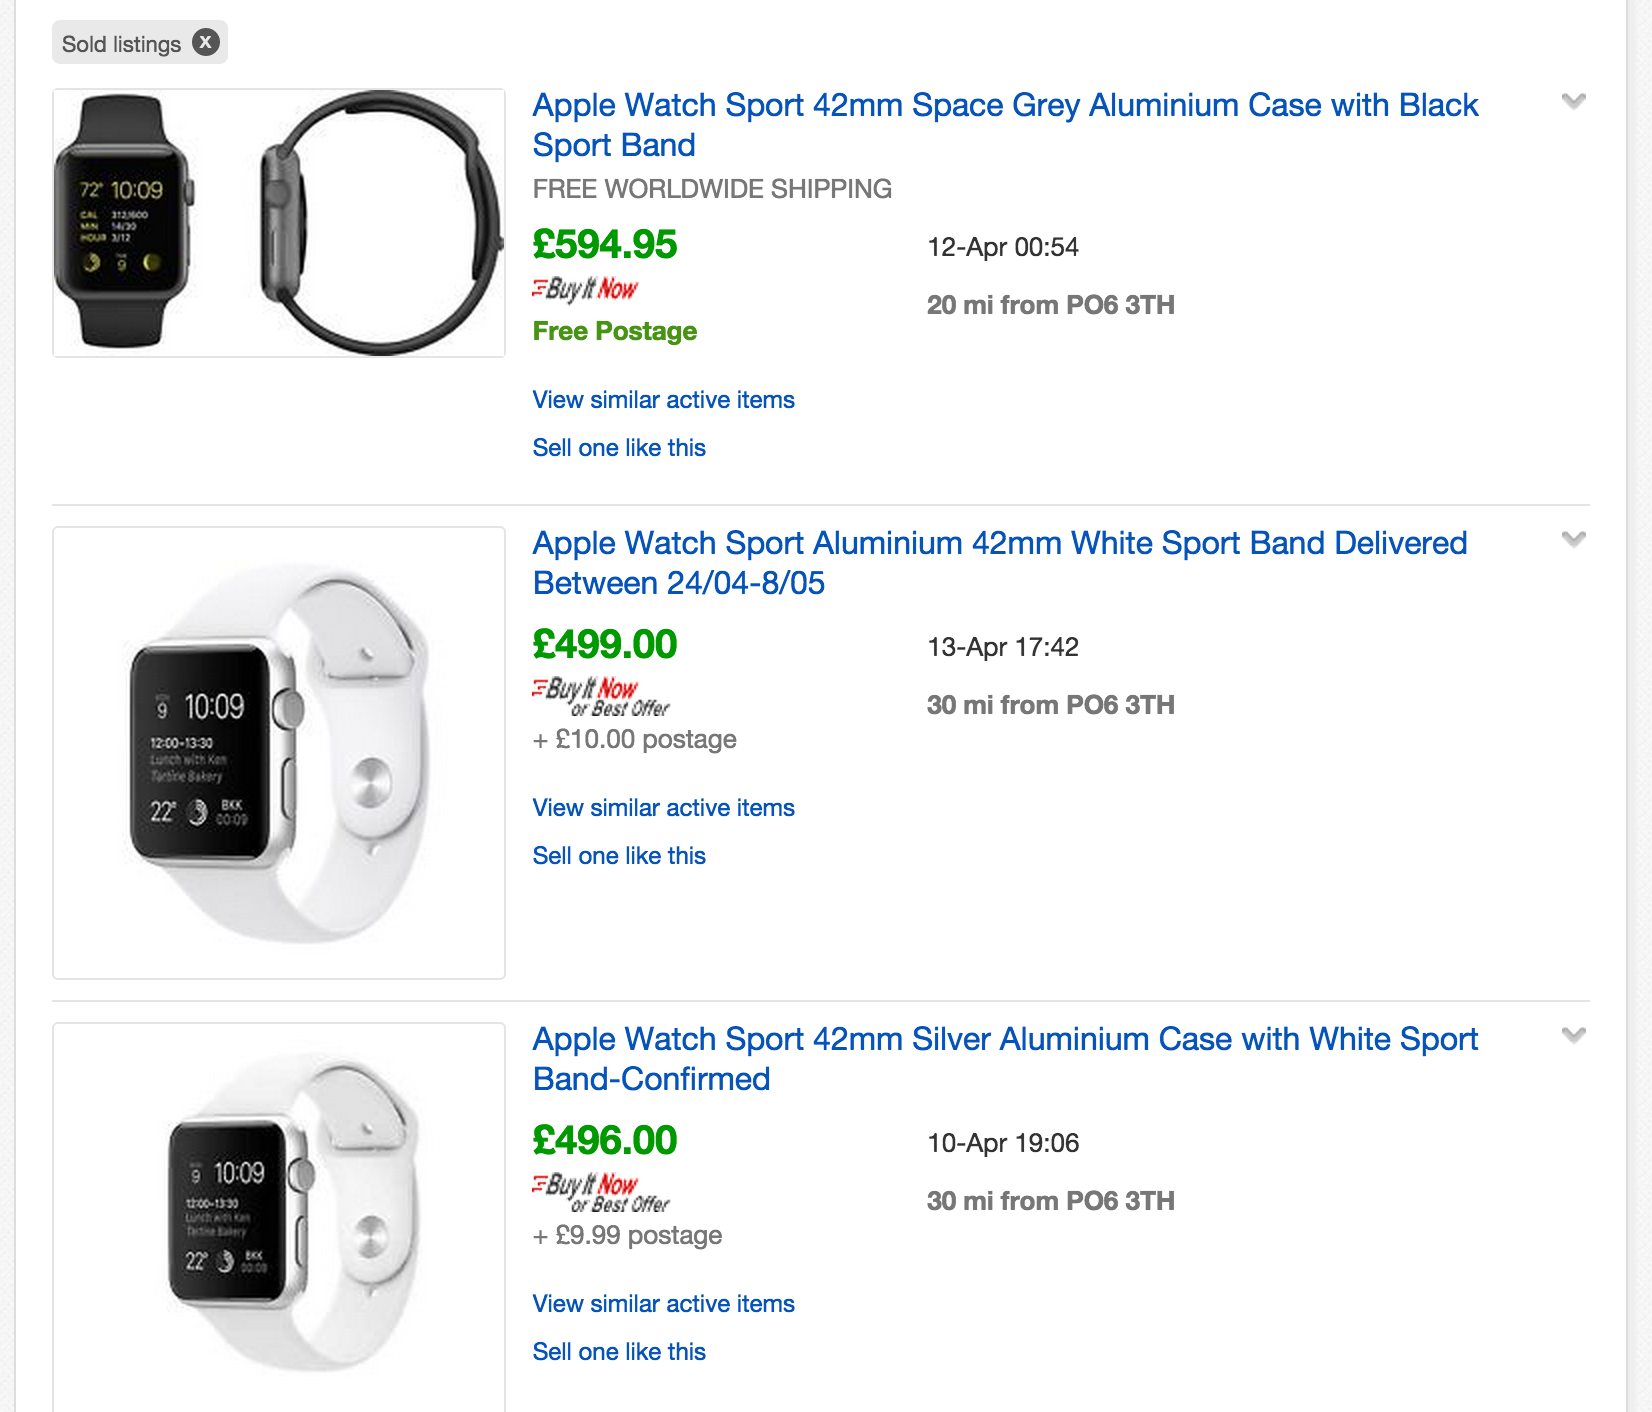 Sold listings X
Apple Watch Sport 42mm Space Grey Aluminium Case with Black
Sport Band
FREE WORLDWIDE SHIPPING
£594.95
12-Apr 00:54
Buy It Now
20 mi from PO6 3TH
Free Postage
View similar active items
Sell one like this
72° 10:09
CAL 312/600
MIN 14/30
HOUR 3/12
9
Apple Watch Sport Aluminium 42mm White Sport Band Delivered
Between 24/04-8/05
£499.00
13-Apr 17:42
Buy It Now
or Best Offer
30 mi from PO6 3TH
+ £10.00 postage
View similar active items
Sell one like this
9 10:09
12:00-13:30
Lunch with Ken
Tartine Bakery
22° BKK
00:09
Apple Watch Sport 42mm Silver Aluminium Case with White Sport
Band-Confirmed
£496.00
10-Apr 19:06
Buy It Now
or Best Offer
30 mi from PO6 3TH
+ £9.99 postage
View similar active items
Sell one like this
9 10:09
12:00-13:30
Lunch with Ken
Tartine Bakery
22° BKK
00:09